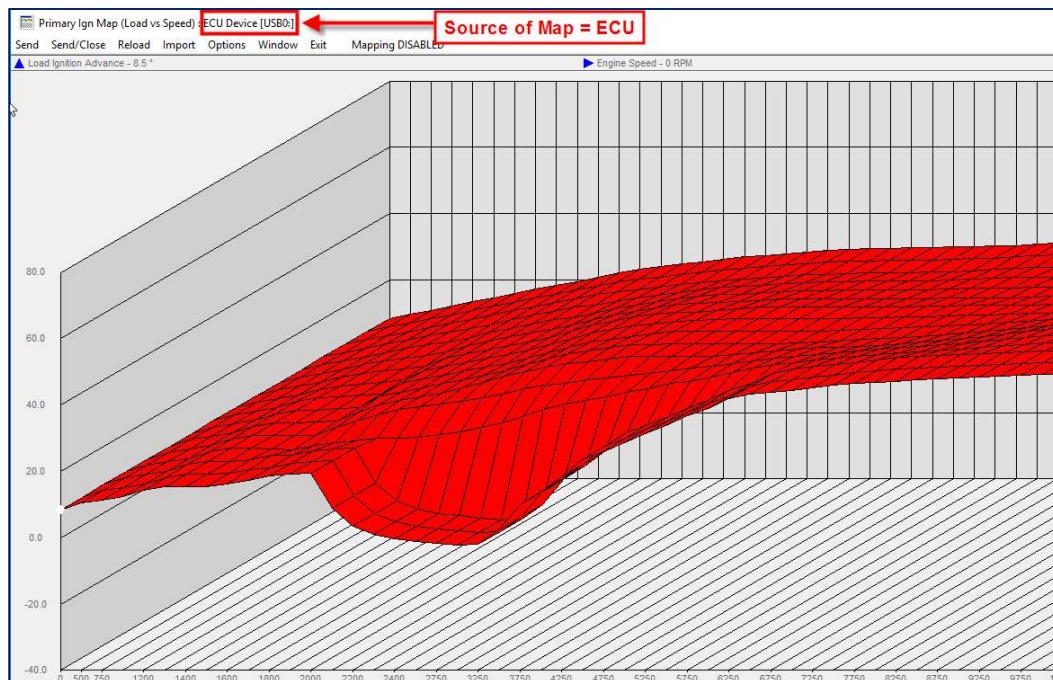 Primary Ign Map (Load vs Speed) : ECU Device [USB0:]
Source of Map = ECU
Send Send/Close Reload Import Options Window Exit Mapping DISABLED
Load Ignition Advance - 8.5 ° Engine Speed - 0 RPM
80.0
60.0
40.0
20.0
0.0
-20.0
-40.0
0 500 750 1200 1400 1600 1800 2000 2200 2400 2750 3250 3750 4250 4750 5250 5750 6250 6750 7250 7750 8250 8750 9250 9750